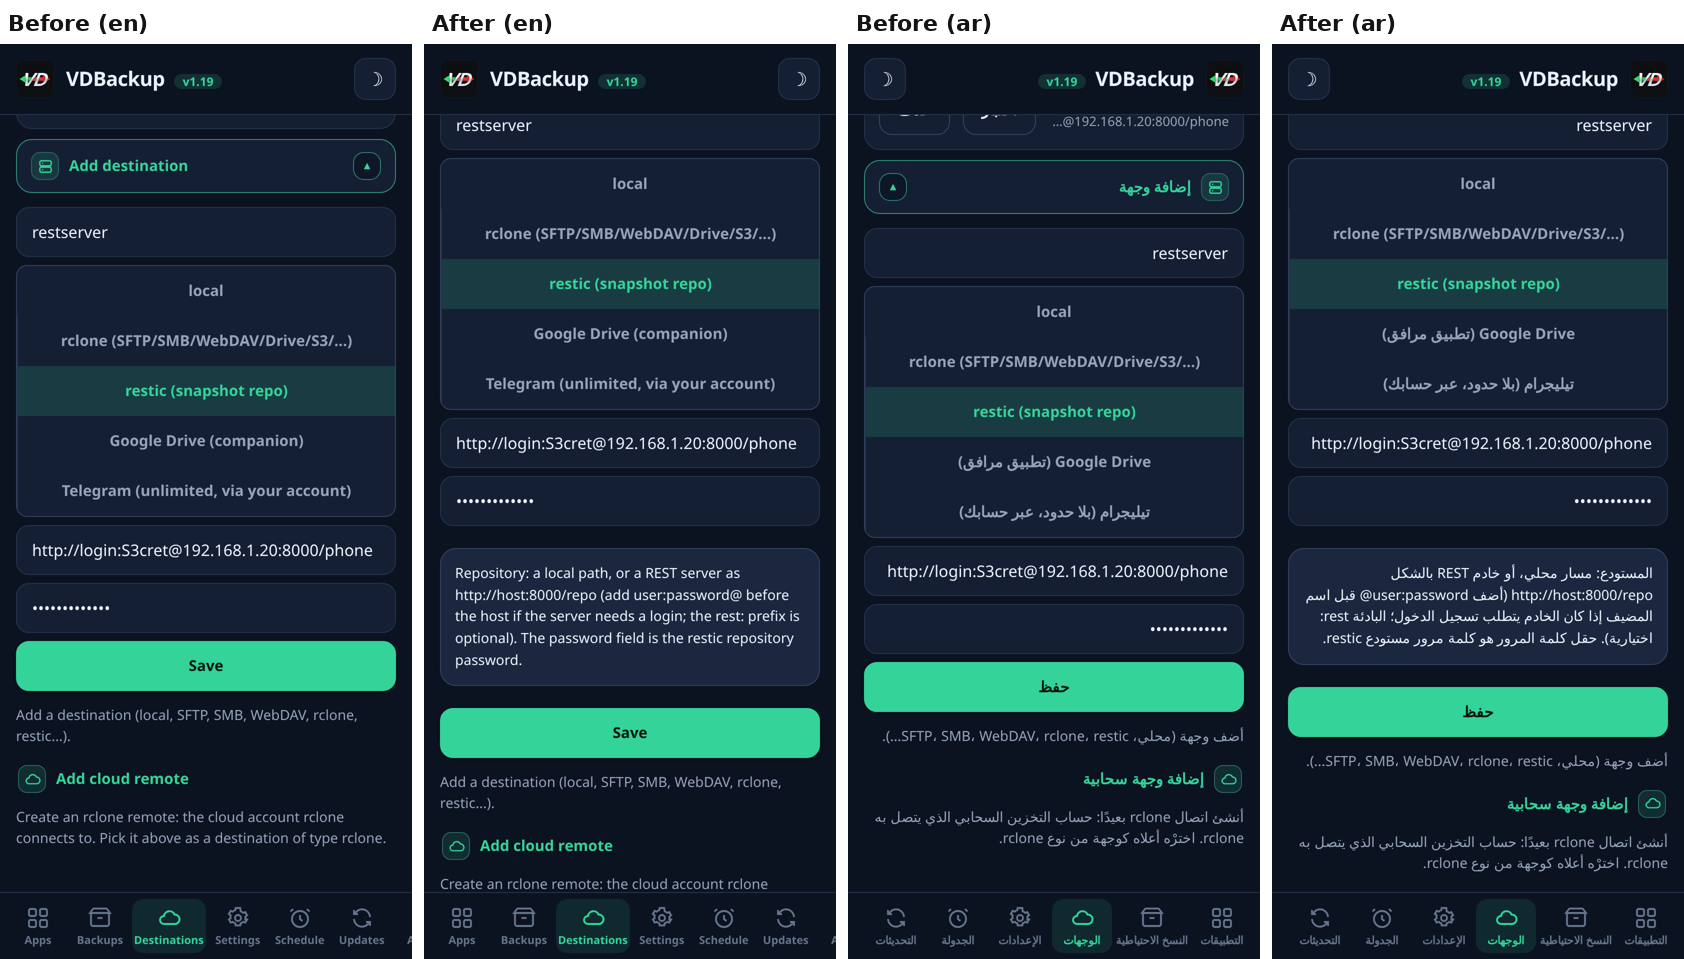 Before (en)
VD VDBackup v1.19
Add destination
restserver
local
rclone (SFTP/SMB/WebDAV/Drive/S3/...)
restic (snapshot repo)
Google Drive (companion)
Telegram (unlimited, via your account)
http://login:S3cret@192.168.1.20:8000/phone
•••••••••••••
Save
Add a destination (local, SFTP, SMB, WebDAV, rclone,
restic...).
Add cloud remote
Create an rclone remote: the cloud account rclone
connects to. Pick it above as a destination of type rclone.
Apps Backups Destinations Settings Schedule Updates
After (en)
VD VDBackup v1.19
restserver
local
rclone (SFTP/SMB/WebDAV/Drive/S3/...)
restic (snapshot repo)
Google Drive (companion)
Telegram (unlimited, via your account)
http://login:S3cret@192.168.1.20:8000/phone
•••••••••••••
Repository: a local path, or a REST server as
http://host:8000/repo (add user:password@ before
the host if the server needs a login; the rest: prefix is
optional). The password field is the restic repository
password.
Save
Add a destination (local, SFTP, SMB, WebDAV, rclone,
restic...).
Add cloud remote
Create an rclone remote: the cloud account rclone
Apps Backups Destinations Settings Schedule Updates
Before (ar)
VD VDBackup v1.19
...@192.168.1.20:8000/phone
إضافة وجهة
restserver
local
rclone (SFTP/SMB/WebDAV/Drive/S3/...)
restic (snapshot repo)
Google Drive (تطبيق مرافق)
تيليجرام (بلا حدود، عبر حسابك)
http://login:S3cret@192.168.1.20:8000/phone
•••••••••••••
حفظ
أضف وجهة (محلي، SFTP، SMB، WebDAV، rclone، restic...).
إضافة وجهة سحابية
أنشئ اتصال rclone بعيدًا: حساب التخزين السحابي الذي يتصل به
rclone. اختره أعلاه كوجهة من نوع rclone.
التطبيقات النسخ الاحتياطية الوجهات الإعدادات الجدولة التحديثات
After (ar)
VD VDBackup v1.19
restserver
local
rclone (SFTP/SMB/WebDAV/Drive/S3/...)
restic (snapshot repo)
Google Drive (تطبيق مرافق)
تيليجرام (بلا حدود، عبر حسابك)
http://login:S3cret@192.168.1.20:8000/phone
•••••••••••••
المستودع: مسار محلي، أو خادم REST بالشكل
http://host:8000/repo (أضف user:password@ قبل اسم
المضيف إذا كان الخادم يتطلب تسجيل الدخول؛ البادئة rest:
اختيارية). حقل كلمة المرور هو كلمة مرور مستودع restic.
حفظ
أضف وجهة (محلي، SFTP، SMB، WebDAV، rclone، restic...).
إضافة وجهة سحابية
أنشئ اتصال rclone بعيدًا: حساب التخزين السحابي الذي يتصل به
rclone. اختره أعلاه كوجهة من نوع rclone.
التطبيقات النسخ الاحتياطية الوجهات الإعدادات الجدولة التحديثات